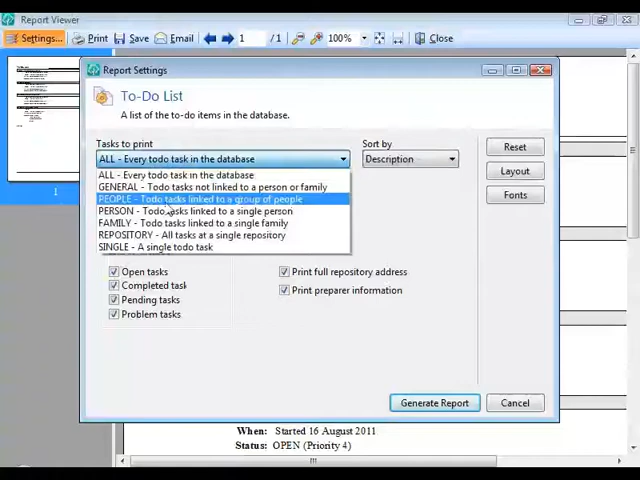 Report Viewer
Settings... Print Save Email 1 / 1 100% Close
Report Settings
To-Do List
A list of the to-do items in the database.
Tasks to print
Sort by
ALL - Every todo task in the database
Description
Reset
Layout
Fonts
ALL - Every todo task in the database
GENERAL - Todo tasks not linked to a person or family
PEOPLE - Todo tasks linked to a group of people
PERSON - Todo tasks linked to a single person
FAMILY - Todo tasks linked to a single family
REPOSITORY - All tasks at a single repository
SINGLE - A single todo task
Open tasks
Completed task
Pending tasks
Problem tasks
Print full repository address
Print preparer information
Generate Report
Cancel
1
When: Started 16 August 2011
Status: OPEN (Priority 4)